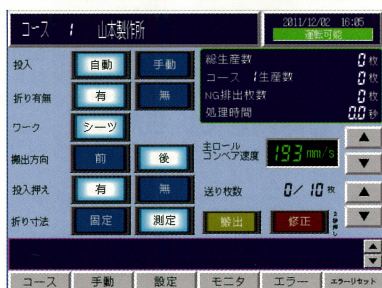 コース 1 山本製作所
2011/12/02 16:05
運転可能
投入 自動 手動
総生産数 0枚
コース 1生産数 0枚
折り有無 有 無
NG排出枚数 0枚
処理時間 0.0秒
ワーク シーツ
搬出方向 前 後
主ロール
コンベア速度 193 mm/s
投入押え 有 無
送り枚数 0/ 10 枚
折り寸法 固定 測定
搬出 修正
コース 手動 設定 モニタ エラー エラーリセット